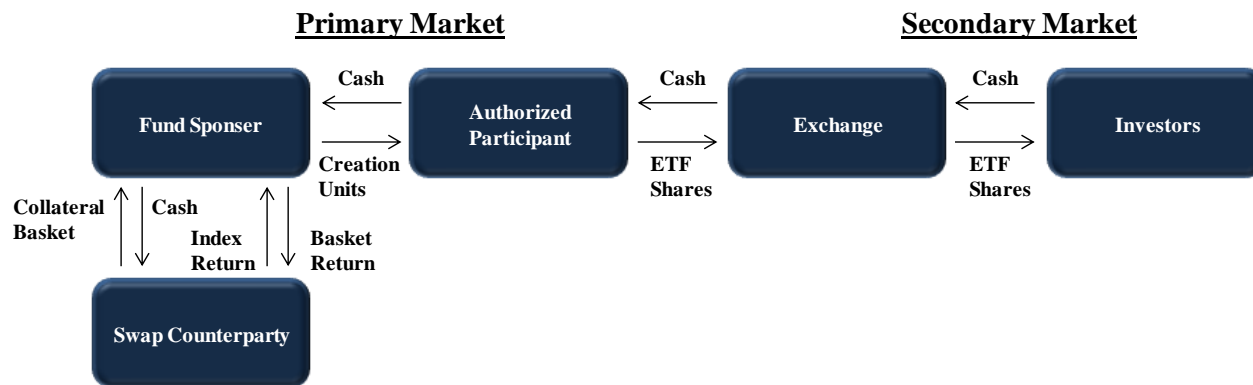 Primary Market
Secondary Market
Cash
Cash
Cash
Fund Sponser
Authorized
Participant
Exchange
Investors
Creation
Units
ETF
Shares
ETF
Shares
Collateral
Basket
Cash
Index
Return
Basket
Return
Swap Counterparty